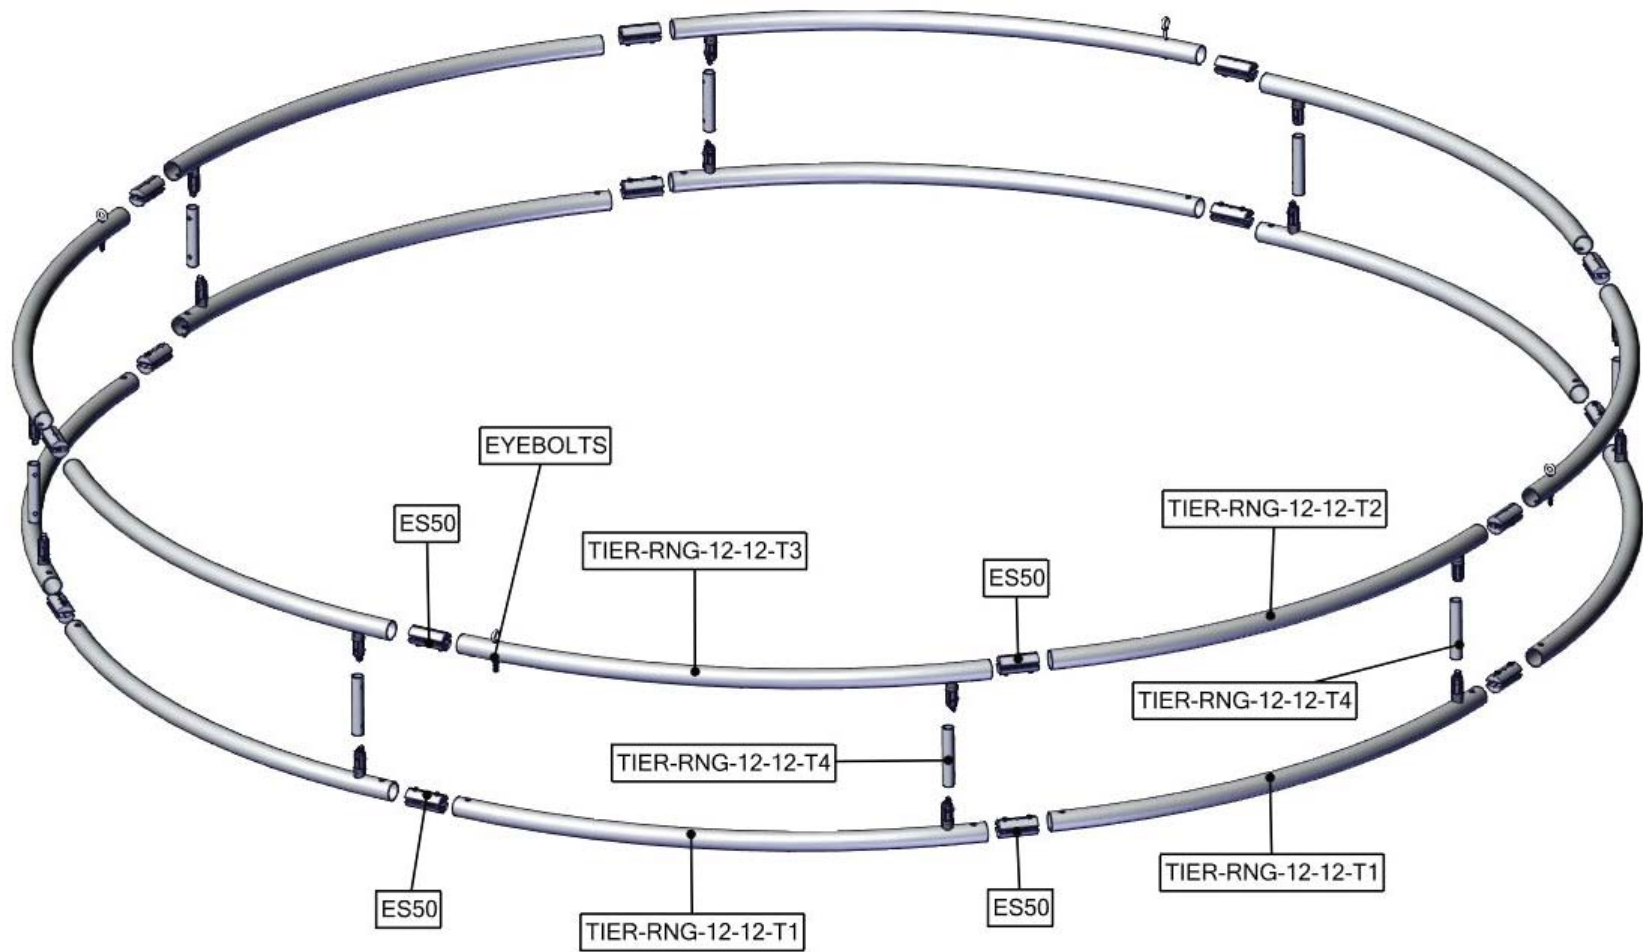 EYEBOLTS
ES50
TIER-RNG-12-12-T3
ES50
TIER-RNG-12-12-T2
TIER-RNG-12-12-T4
TIER-RNG-12-12-T4
ES50
TIER-RNG-12-12-T1
ES50
TIER-RNG-12-12-T1